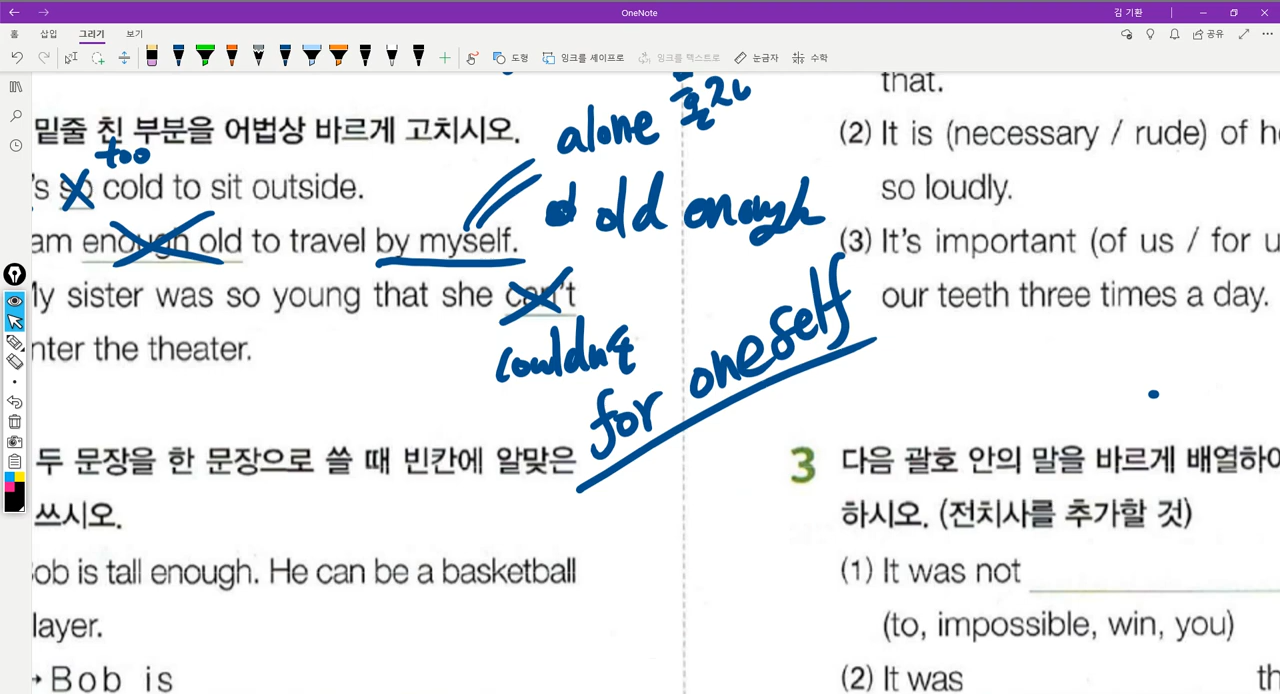 OneNote
김 기환
홈 삽입 그리기 보기
공유
도형 잉크를 셰이프로 잉크를 텍스트로 눈금자 수학
밑줄 친 부분을 어법상 바르게 고치시오.
too
's so cold to sit outside.
am enough old to travel by myself.
My sister was so young that she can't
enter the theater.
alone 혼자
old enough
couldn't
for oneself
두 문장을 한 문장으로 쓸 때 빈칸에 알맞은
쓰시오.
Bob is tall enough. He can be a basketball
player.
→ Bob is
that.
(2) It is (necessary / rude) of h
so loudly.
(3) It's important (of us / for u
our teeth three times a day.
3 다음 괄호 안의 말을 바르게 배열하여
하시오. (전치사를 추가할 것)
(1) It was not
(to, impossible, win, you)
(2) It was th